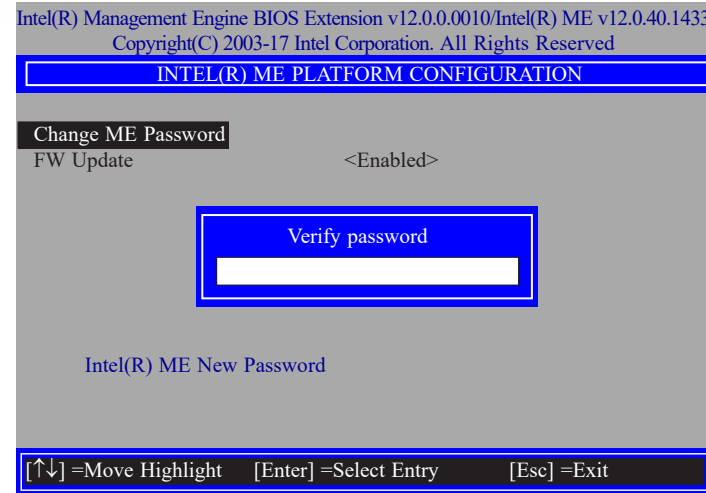 Intel(R) Management Engine BIOS Extension v12.0.0.0010/Intel(R) ME v12.0.40.1433
Copyright(C) 2003-17 Intel Corporation. All Rights Reserved
INTEL(R) ME PLATFORM CONFIGURATION
Change ME Password
FW Update <Enabled>
Verify password
Intel(R) ME New Password
[↑↓] =Move Highlight [Enter] =Select Entry [Esc] =Exit